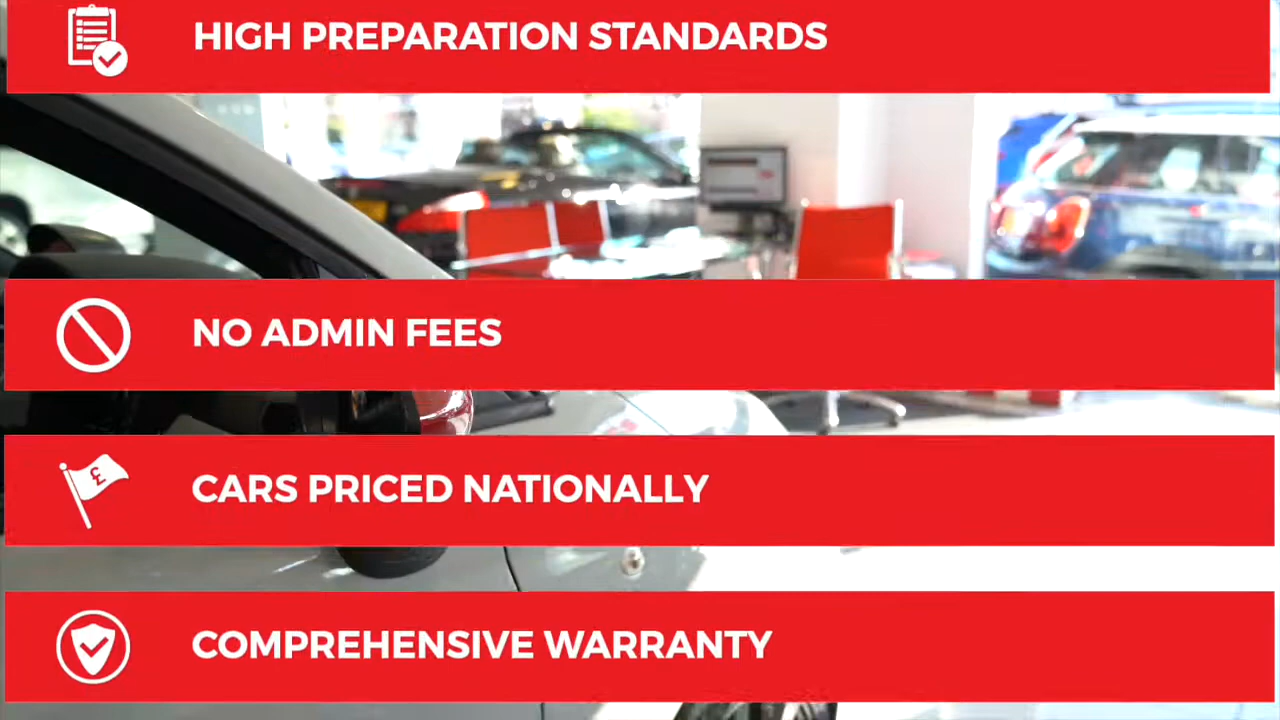 HIGH PREPARATION STANDARDS
NO ADMIN FEES
£
CARS PRICED NATIONALLY
COMPREHENSIVE WARRANTY